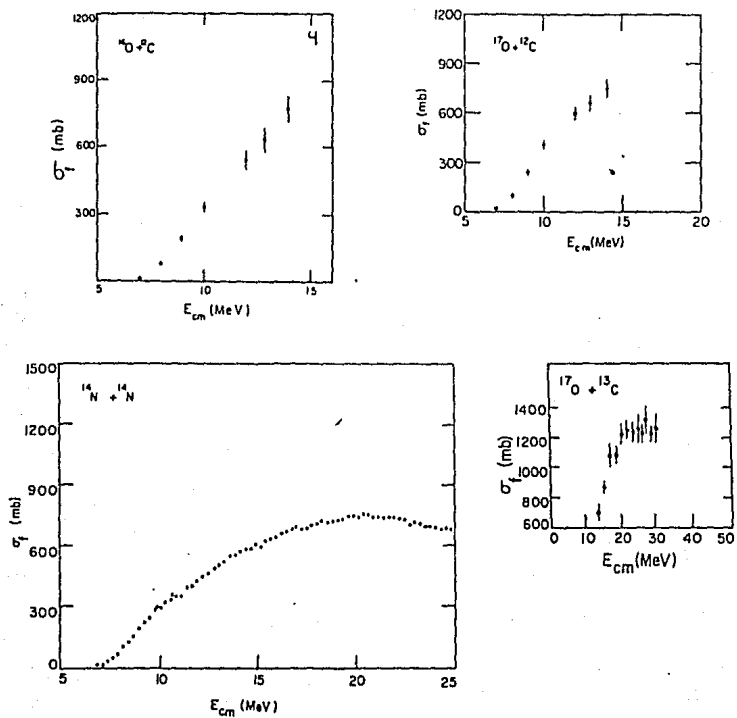 1200
900
600
300
σf (mb)
¹⁶O + ¹²C
4
5 10 15
Ecm (MeV)
1200
900
600
300
0
σf (mb)
¹⁷O + ¹²C
5 10 15 20
Ecm (MeV)
1500
1200
900
600
300
0
σf (mb)
¹⁴N + ¹⁴N
5 10 15 20 25
Ecm (MeV)
¹⁷O + ¹³C
1400
1200
1000
800
600
σf (mb)
0 10 20 30 40 50
Ecm (MeV)